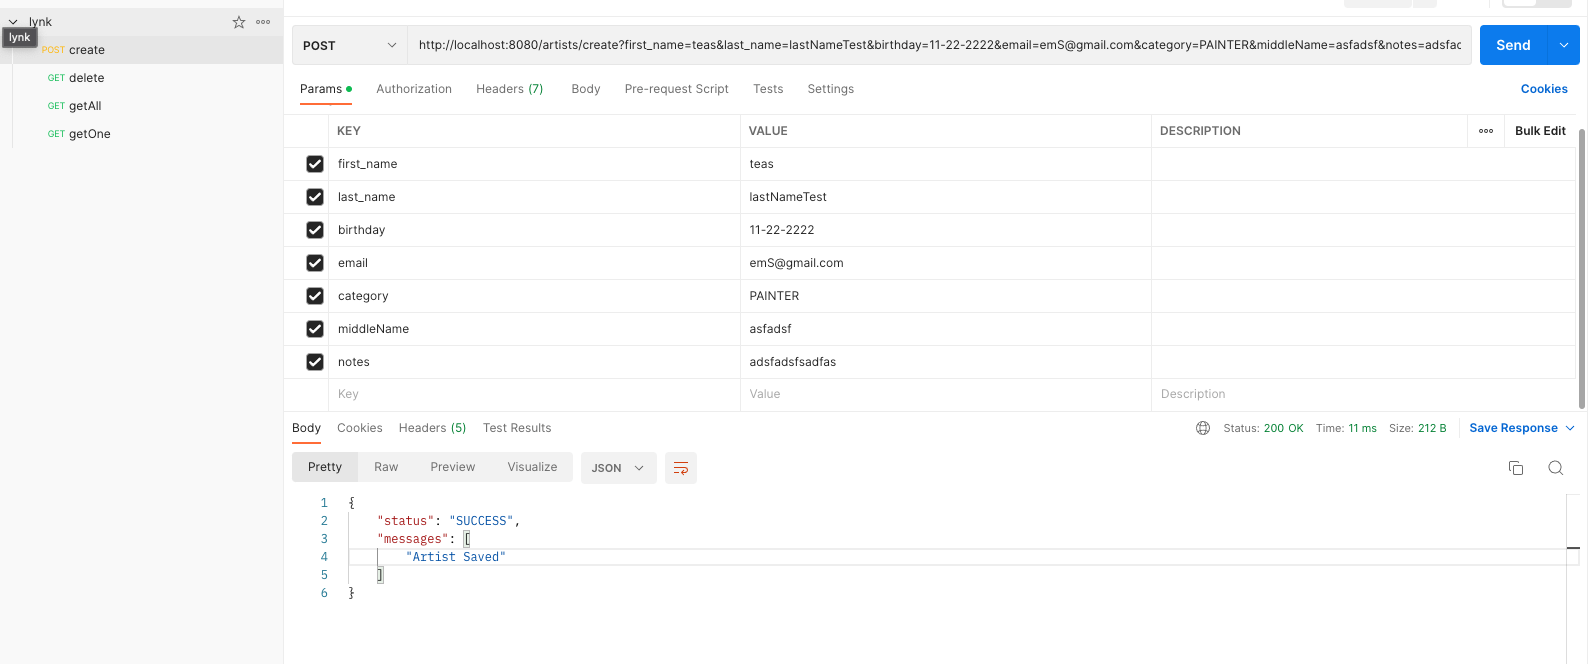 lynk
lynk
POST create
GET delete
GET getAll
GET getOne
POST
http://localhost:8080/artists/create?first_name=teas&last_name=lastNameTest&birthday=11-22-2222&email=emS@gmail.com&category=PAINTER&middleName=asfadsf&notes=adsfac
Send
Params Authorization Headers (7) Body Pre-request Script Tests Settings Cookies
KEY VALUE DESCRIPTION Bulk Edit
first_name teas
last_name lastNameTest
birthday 11-22-2222
email emS@gmail.com
category PAINTER
middleName asfadsf
notes adsfadsfsadfas
Key Value Description
Body Cookies Headers (5) Test Results Status: 200 OK Time: 11 ms Size: 212 B Save Response
Pretty Raw Preview Visualize JSON
1 {
2 "status": "SUCCESS",
3 "messages": [
4 "Artist Saved"
5 ]
6 }